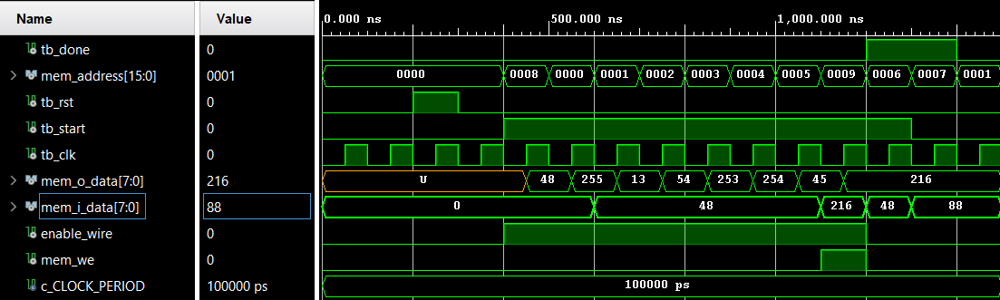 Name Value 0.000 ns 500.000 ns 1,000.000 ns
tb_done 0
mem_address[15:0] 0001 0000 0008 0000 0001 0002 0003 0004 0005 0009 0006 0007 0001
tb_rst 0
tb_start 0
tb_clk 0
mem_o_data[7:0] 216 U 48 255 13 54 253 254 45 216
mem_i_data[7:0] 88 0 48 216 48 88
enable_wire 0
mem_we 0
c_CLOCK_PERIOD 100000 ps 100000 ps